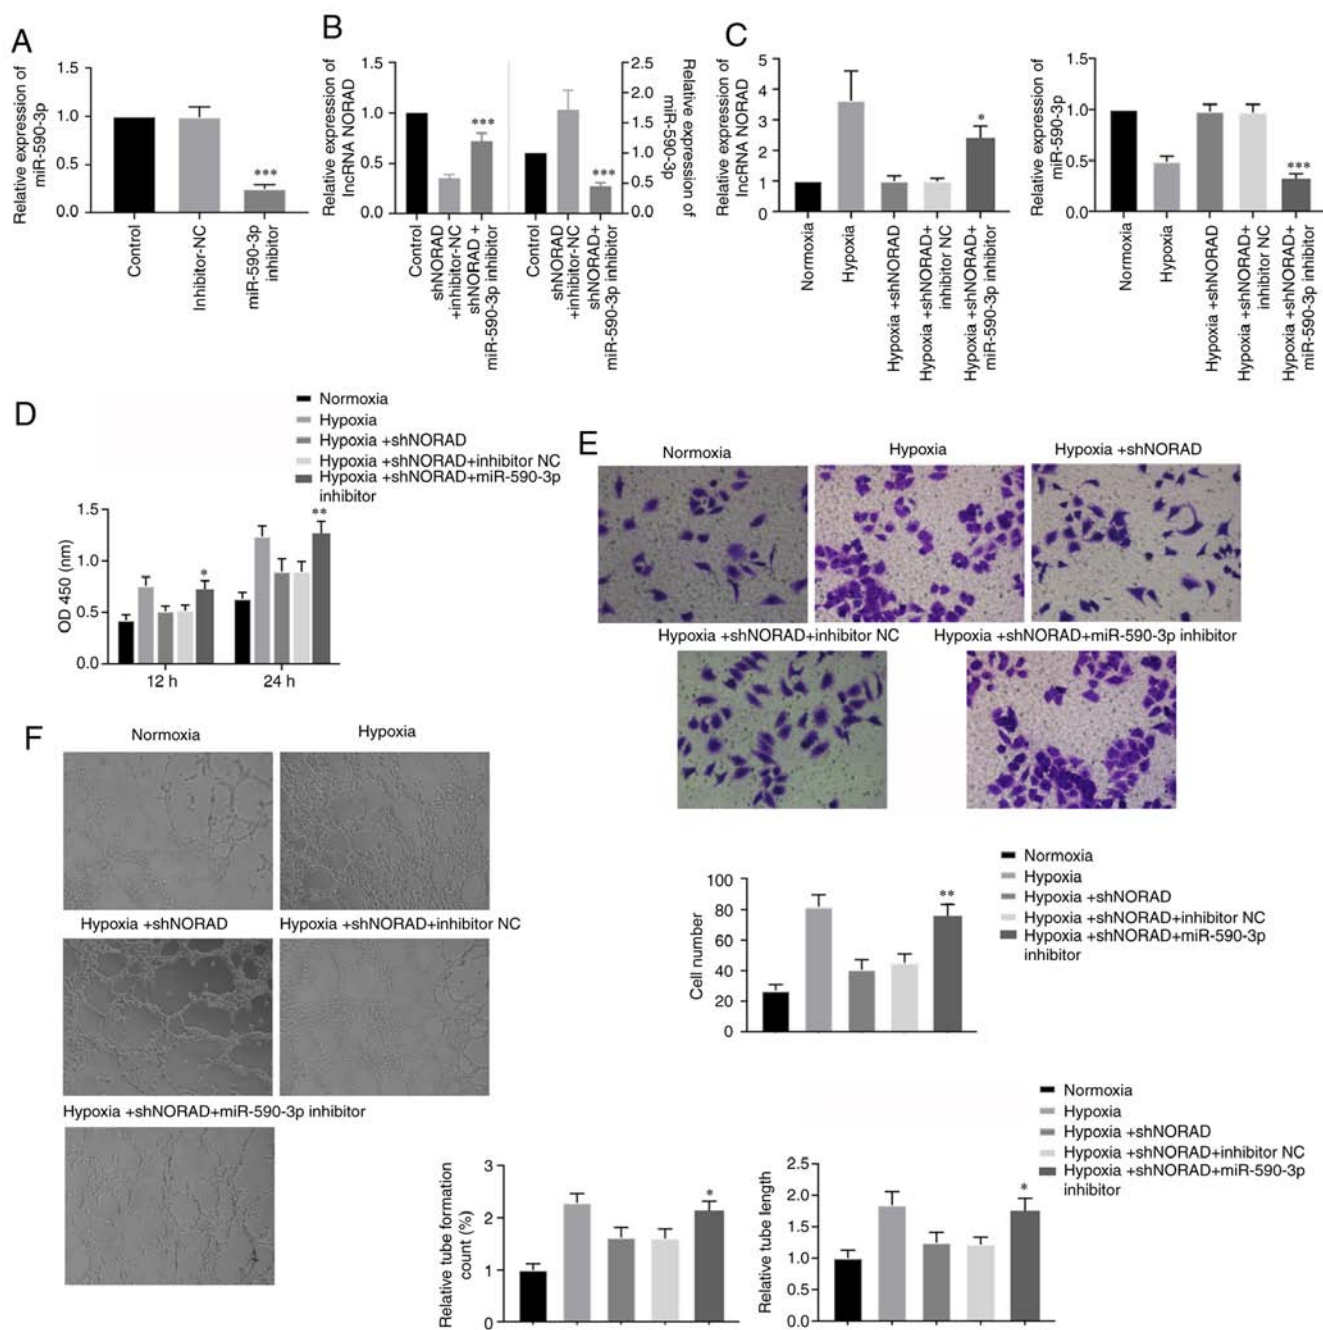 A
Relative expression of
miR-590-3p
1.5
1.0
0.5
0.0
***
Control
Inhibitor-NC
miR-590-3p
inhibitor
B
Relative expression of
lncRNA NORAD
1.5
1.0
0.5
0.0
***
***
2.5
2.0
1.5
1.0
0.5
0.0
Relative expression of
miR-590-3p
Control
shNORAD
+inhibitor-NC
shNORAD +
miR-590-3p inhibitor
Control
shNORAD
+inhibitor-NC
shNORAD+
miR-590-3p inhibitor
C
Relative expression of
lncRNA NORAD
5
4
3
2
1
0
*
Normoxia
Hypoxia
Hypoxia +shNORAD
Hypoxia +shNORAD+
inhibitor NC
Hypoxia +shNORAD+
miR-590-3p inhibitor
Relative expression of
miR-590-3p
1.5
1.0
0.5
0.0
***
Normoxia
Hypoxia
Hypoxia +shNORAD
Hypoxia +shNORAD+
inhibitor NC
Hypoxia +shNORAD+
miR-590-3p inhibitor
D
Normoxia
Hypoxia
Hypoxia +shNORAD
Hypoxia +shNORAD+inhibitor NC
Hypoxia +shNORAD+miR-590-3p
inhibitor
OD 450 (nm)
1.5
1.0
0.5
0.0
*
**
12 h
24 h
E
Normoxia
Hypoxia
Hypoxia +shNORAD
Hypoxia +shNORAD+inhibitor NC
Hypoxia +shNORAD+miR-590-3p inhibitor
Cell number
100
80
60
40
20
0
**
Normoxia
Hypoxia
Hypoxia +shNORAD
Hypoxia +shNORAD+inhibitor NC
Hypoxia +shNORAD+miR-590-3p
inhibitor
F
Normoxia
Hypoxia
Hypoxia +shNORAD
Hypoxia +shNORAD+inhibitor NC
Hypoxia +shNORAD+miR-590-3p inhibitor
Relative tube formation
count (%)
3
2
1
0
*
Relative tube length
2.5
2.0
1.5
1.0
0.5
0.0
*
Normoxia
Hypoxia
Hypoxia +shNORAD
Hypoxia +shNORAD+inhibitor NC
Hypoxia +shNORAD+miR-590-3p
inhibitor